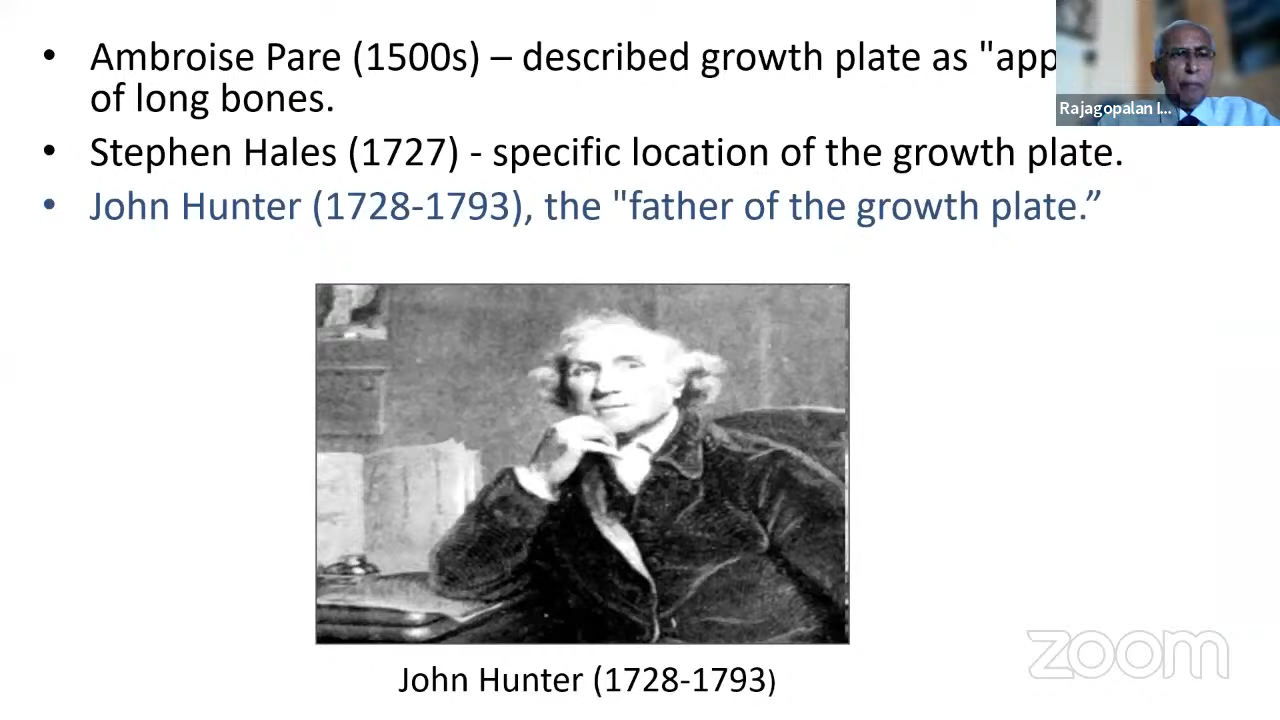 • Ambroise Pare (1500s) – described growth plate as "app
of long bones.
Rajagopalan I...
• Stephen Hales (1727) - specific location of the growth plate.
• John Hunter (1728-1793), the "father of the growth plate.”
zoom
John Hunter (1728-1793)